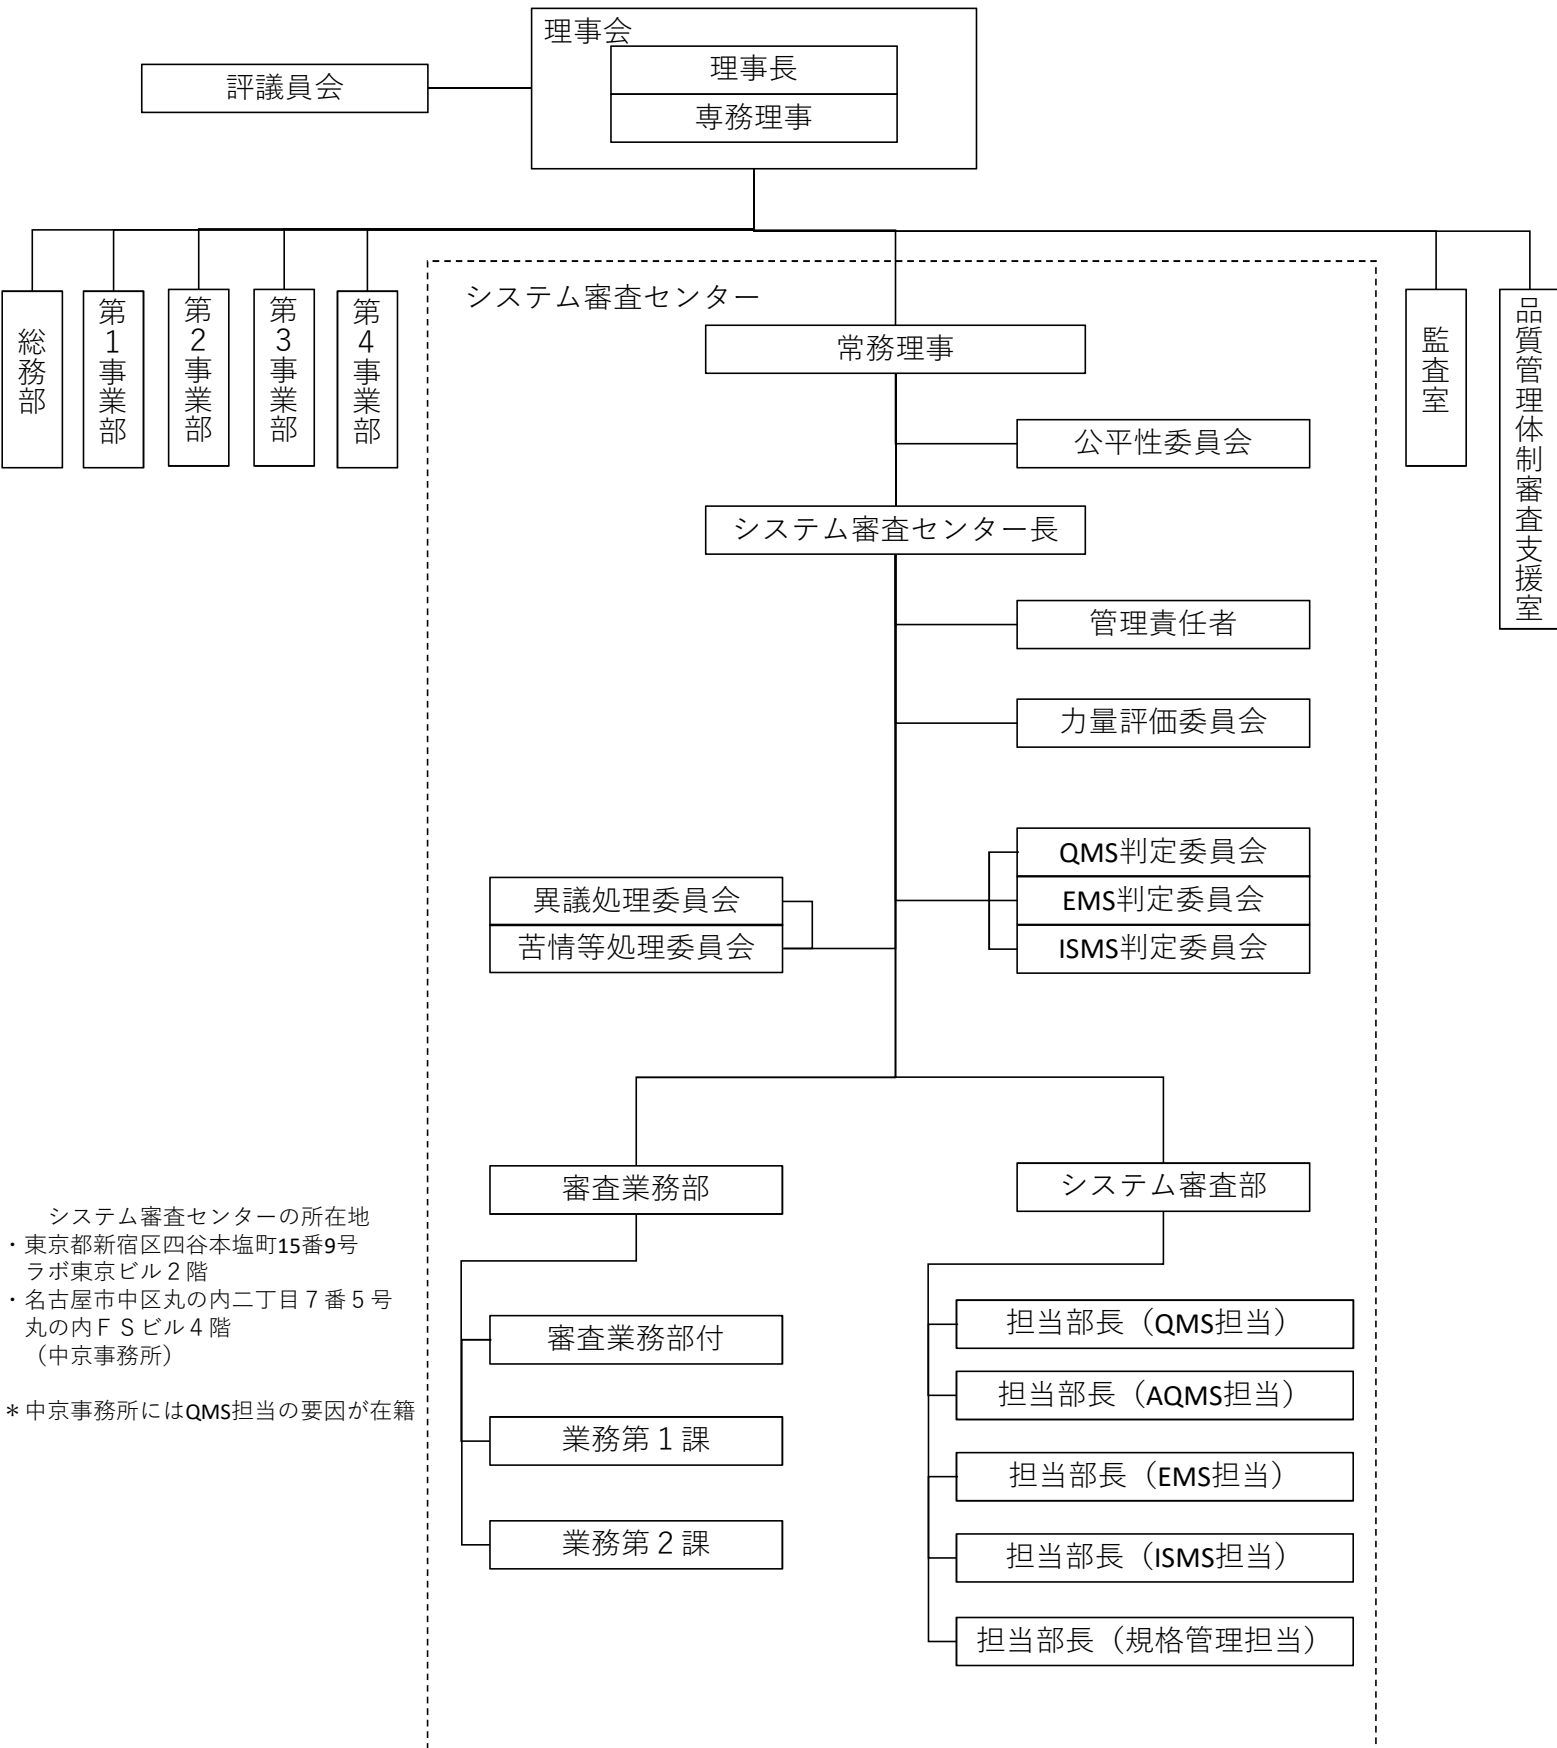 理事会
理事長
専務理事
評議員会
総務部
第1事業部
第2事業部
第3事業部
第4事業部
システム審査センター
常務理事
公平性委員会
システム審査センター長
監査室
品質管理体制審査支援室
管理責任者
力量評価委員会
QMS判定委員会
EMS判定委員会
ISMS判定委員会
異議処理委員会
苦情等処理委員会
審査業務部
システム審査部
審査業務部付
業務第１課
業務第２課
担当部長（QMS担当）
担当部長（AQMS担当）
担当部長（EMS担当）
担当部長（ISMS担当）
担当部長（規格管理担当）
システム審査センターの所在地
・東京都新宿区四谷本塩町15番9号
ラボ東京ビル２階
・名古屋市中区丸の内二丁目７番５号
丸の内ＦＳビル４階
（中京事務所）
＊中京事務所にはQMS担当の要因が在籍